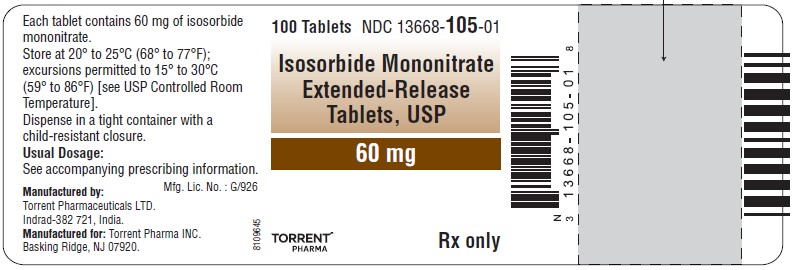 Each tablet contains 60 mg of isosorbide
mononitrate.
Store at 20° to 25°C (68° to 77°F);
excursions permitted to 15° to 30°C
(59° to 86°F) [see USP Controlled Room
Temperature].
Dispense in a tight container with a
child-resistant closure.
Usual Dosage:
See accompanying prescribing information.
Mfg. Lic. No. : G/926
Manufactured by:
Torrent Pharmaceuticals LTD.
Indrad-382 721, India.
Manufactured for: Torrent Pharma INC.
Basking Ridge, NJ 07920.
8109645
100 Tablets NDC 13668-105-01
Isosorbide Mononitrate
Extended-Release
Tablets, USP
60 mg
TORRENT
PHARMA
Rx only
N
3 13668-105-01 8